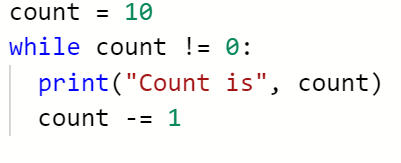 count = 10
while count != 0:
  print("Count is", count)
  count -= 1